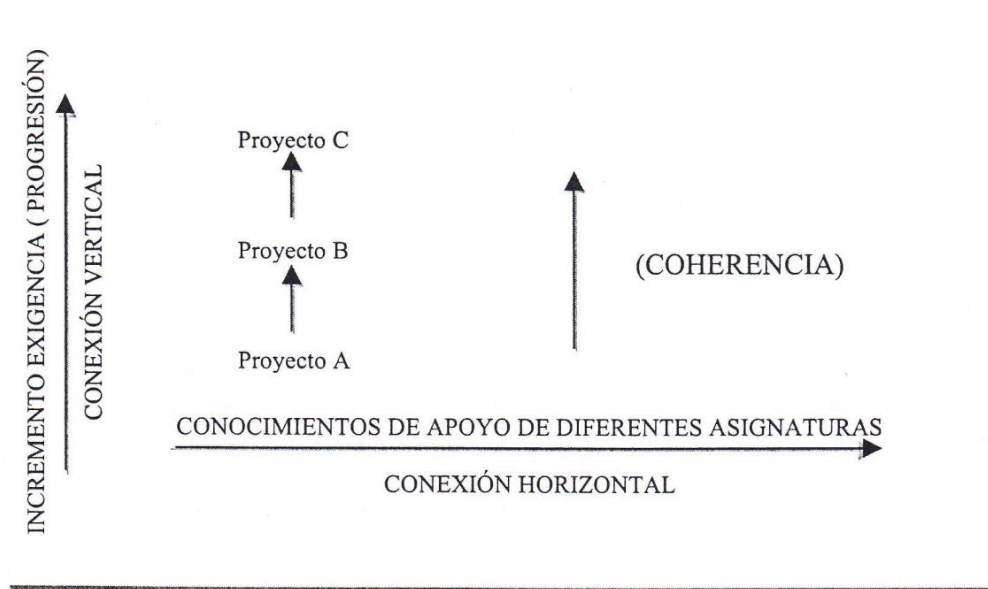 INCREMENTO EXIGENCIA ( PROGRESIÓN)
CONEXIÓN VERTICAL
Proyecto C
Proyecto B
(COHERENCIA)
Proyecto A
CONOCIMIENTOS DE APOYO DE DIFERENTES ASIGNATURAS
CONEXIÓN HORIZONTAL